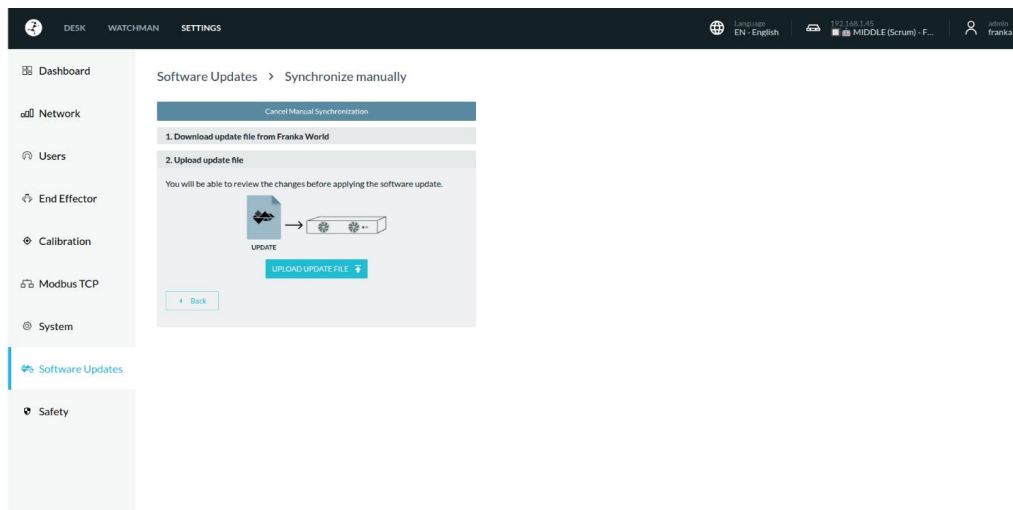 DESK WATCHMAN SETTINGS
Language
EN - English
192.168.1.45
MIDDLE (Scrum) - F...
admin
franka
Dashboard
Network
Users
End Effector
Calibration
Modbus TCP
System
Software Updates
Safety
Software Updates > Synchronize manually
Cancel Manual Synchronization
1. Download update file from Franka World
2. Upload update file
You will be able to review the changes before applying the software update.
UPDATE
UPLOAD UPDATE FILE
Back